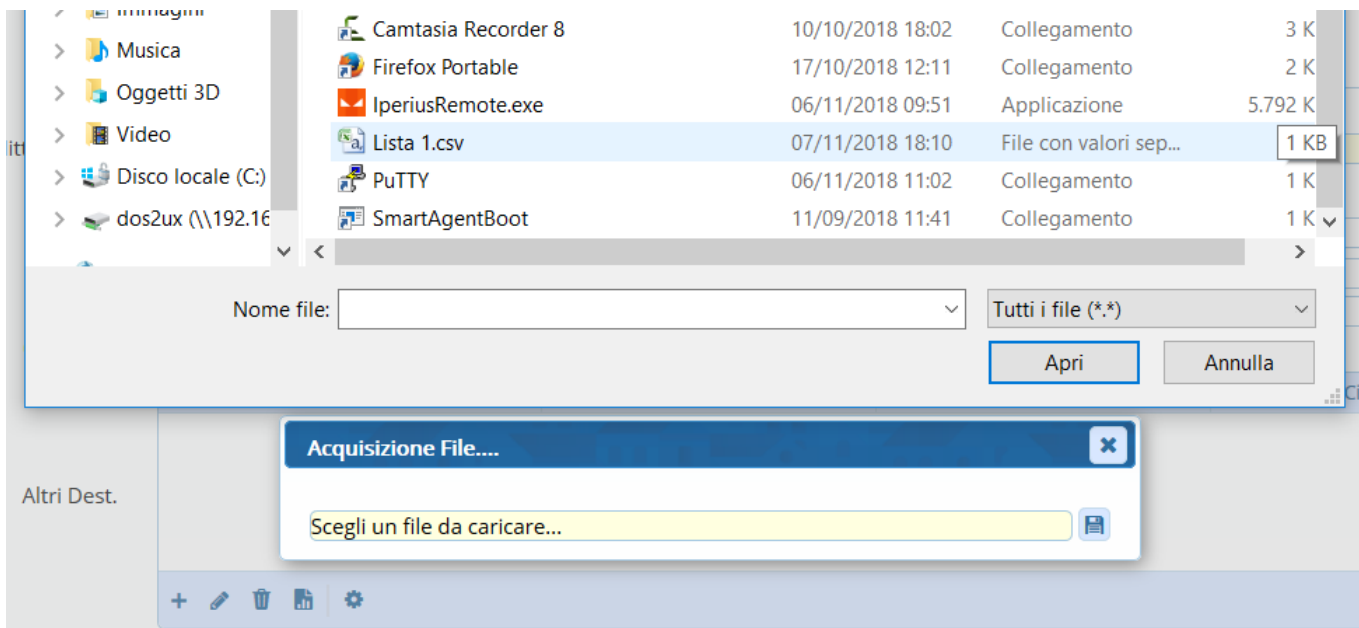 Immagini
Musica
Oggetti 3D
Video
Disco locale (C:)
dos2ux (\\192.16
Camtasia Recorder 8 10/10/2018 18:02 Collegamento 3 K
Firefox Portable 17/10/2018 12:11 Collegamento 2 K
IperiusRemote.exe 06/11/2018 09:51 Applicazione 5.792 K
Lista 1.csv 07/11/2018 18:10 File con valori sep... 1 KB
PuTTY 06/11/2018 11:02 Collegamento 1 K
SmartAgentBoot 11/09/2018 11:41 Collegamento 1 K
Nome file:
Tutti i file (*.*)
Apri Annulla
Acquisizione File....
Altri Dest.
Scegli un file da caricare...